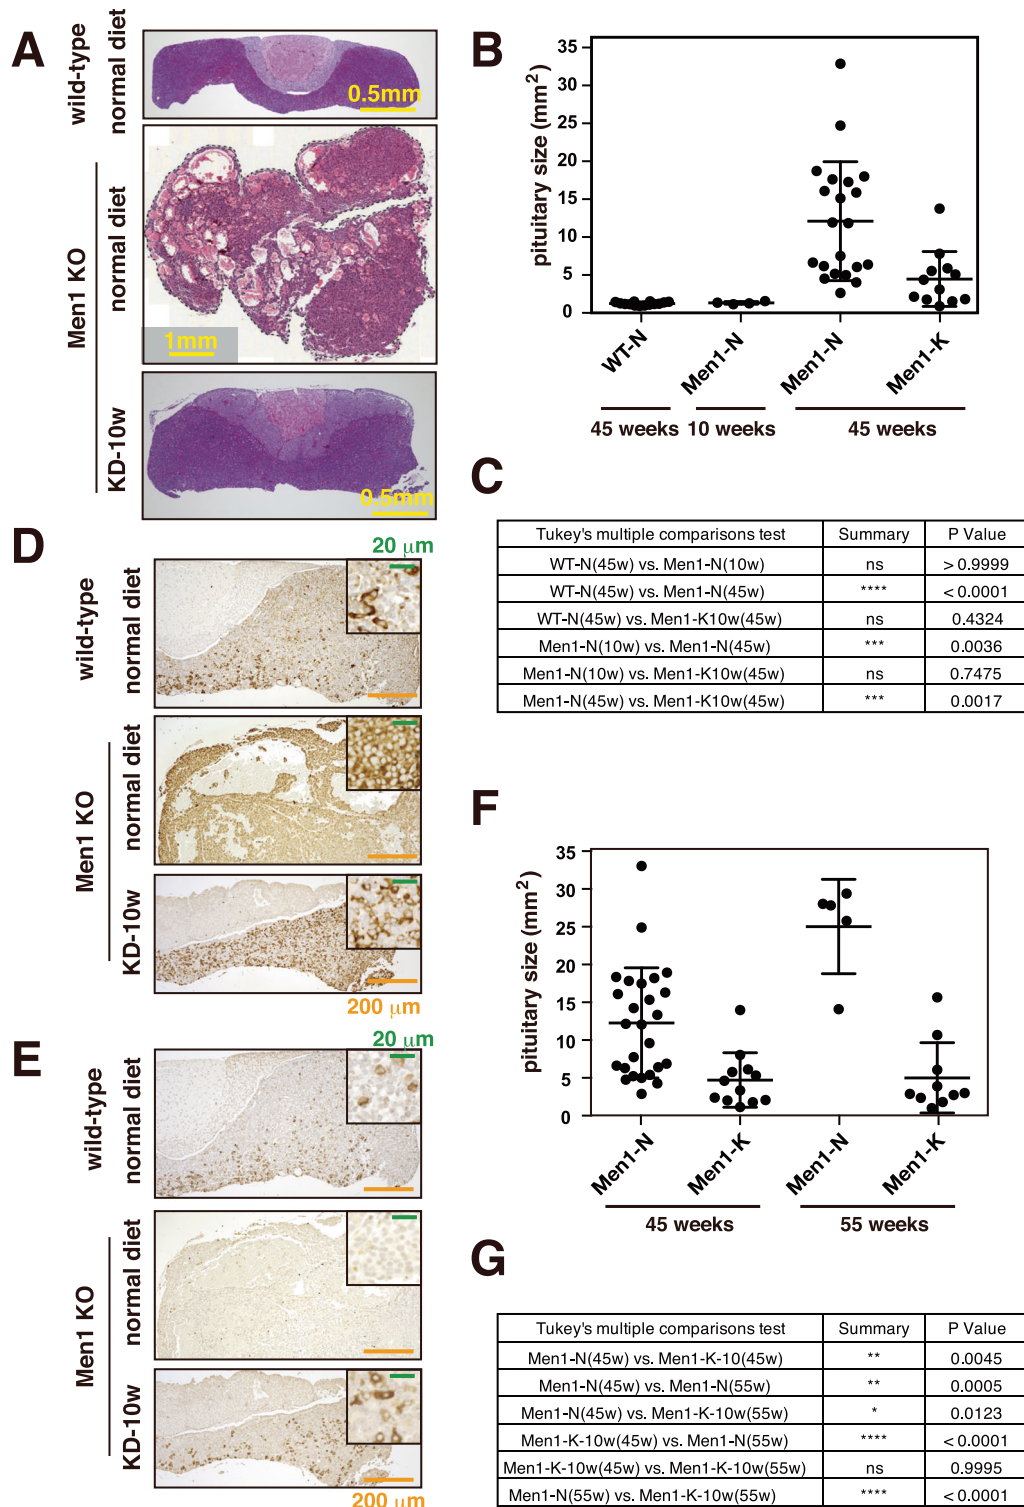 A
wild-type
normal diet
0.5mm
Men1 KO
normal diet
1mm
KD-10w
0.5mm
B
pituitary size (mm2)
35
30
25
20
15
10
5
0
WT-N
Men1-N
Men1-N
Men1-K
45 weeks
10 weeks
45 weeks
C
Tukey's multiple comparisons test Summary P Value
WT-N(45w) vs. Men1-N(10w) ns > 0.9999
WT-N(45w) vs. Men1-N(45w) **** < 0.0001
WT-N(45w) vs. Men1-K10w(45w) ns 0.4324
Men1-N(10w) vs. Men1-N(45w) *** 0.0036
Men1-N(10w) vs. Men1-K10w(45w) ns 0.7475
Men1-N(45w) vs. Men1-K10w(45w) *** 0.0017
D
20 μm
wild-type
normal diet
Men1 KO
normal diet
KD-10w
200 μm
E
20 μm
wild-type
normal diet
Men1 KO
normal diet
KD-10w
200 μm
F
pituitary size (mm2)
35
30
25
20
15
10
5
0
Men1-N
Men1-K
Men1-N
Men1-K
45 weeks
55 weeks
G
Tukey's multiple comparisons test Summary P Value
Men1-N(45w) vs. Men1-K-10(45w) ** 0.0045
Men1-N(45w) vs. Men1-N(55w) ** 0.0005
Men1-N(45w) vs. Men1-K-10w(55w) * 0.0123
Men1-K-10w(45w) vs. Men1-N(55w) **** < 0.0001
Men1-K-10w(45w) vs. Men1-K-10w(55w) ns 0.9995
Men1-N(55w) vs. Men1-K-10w(55w) **** < 0.0001